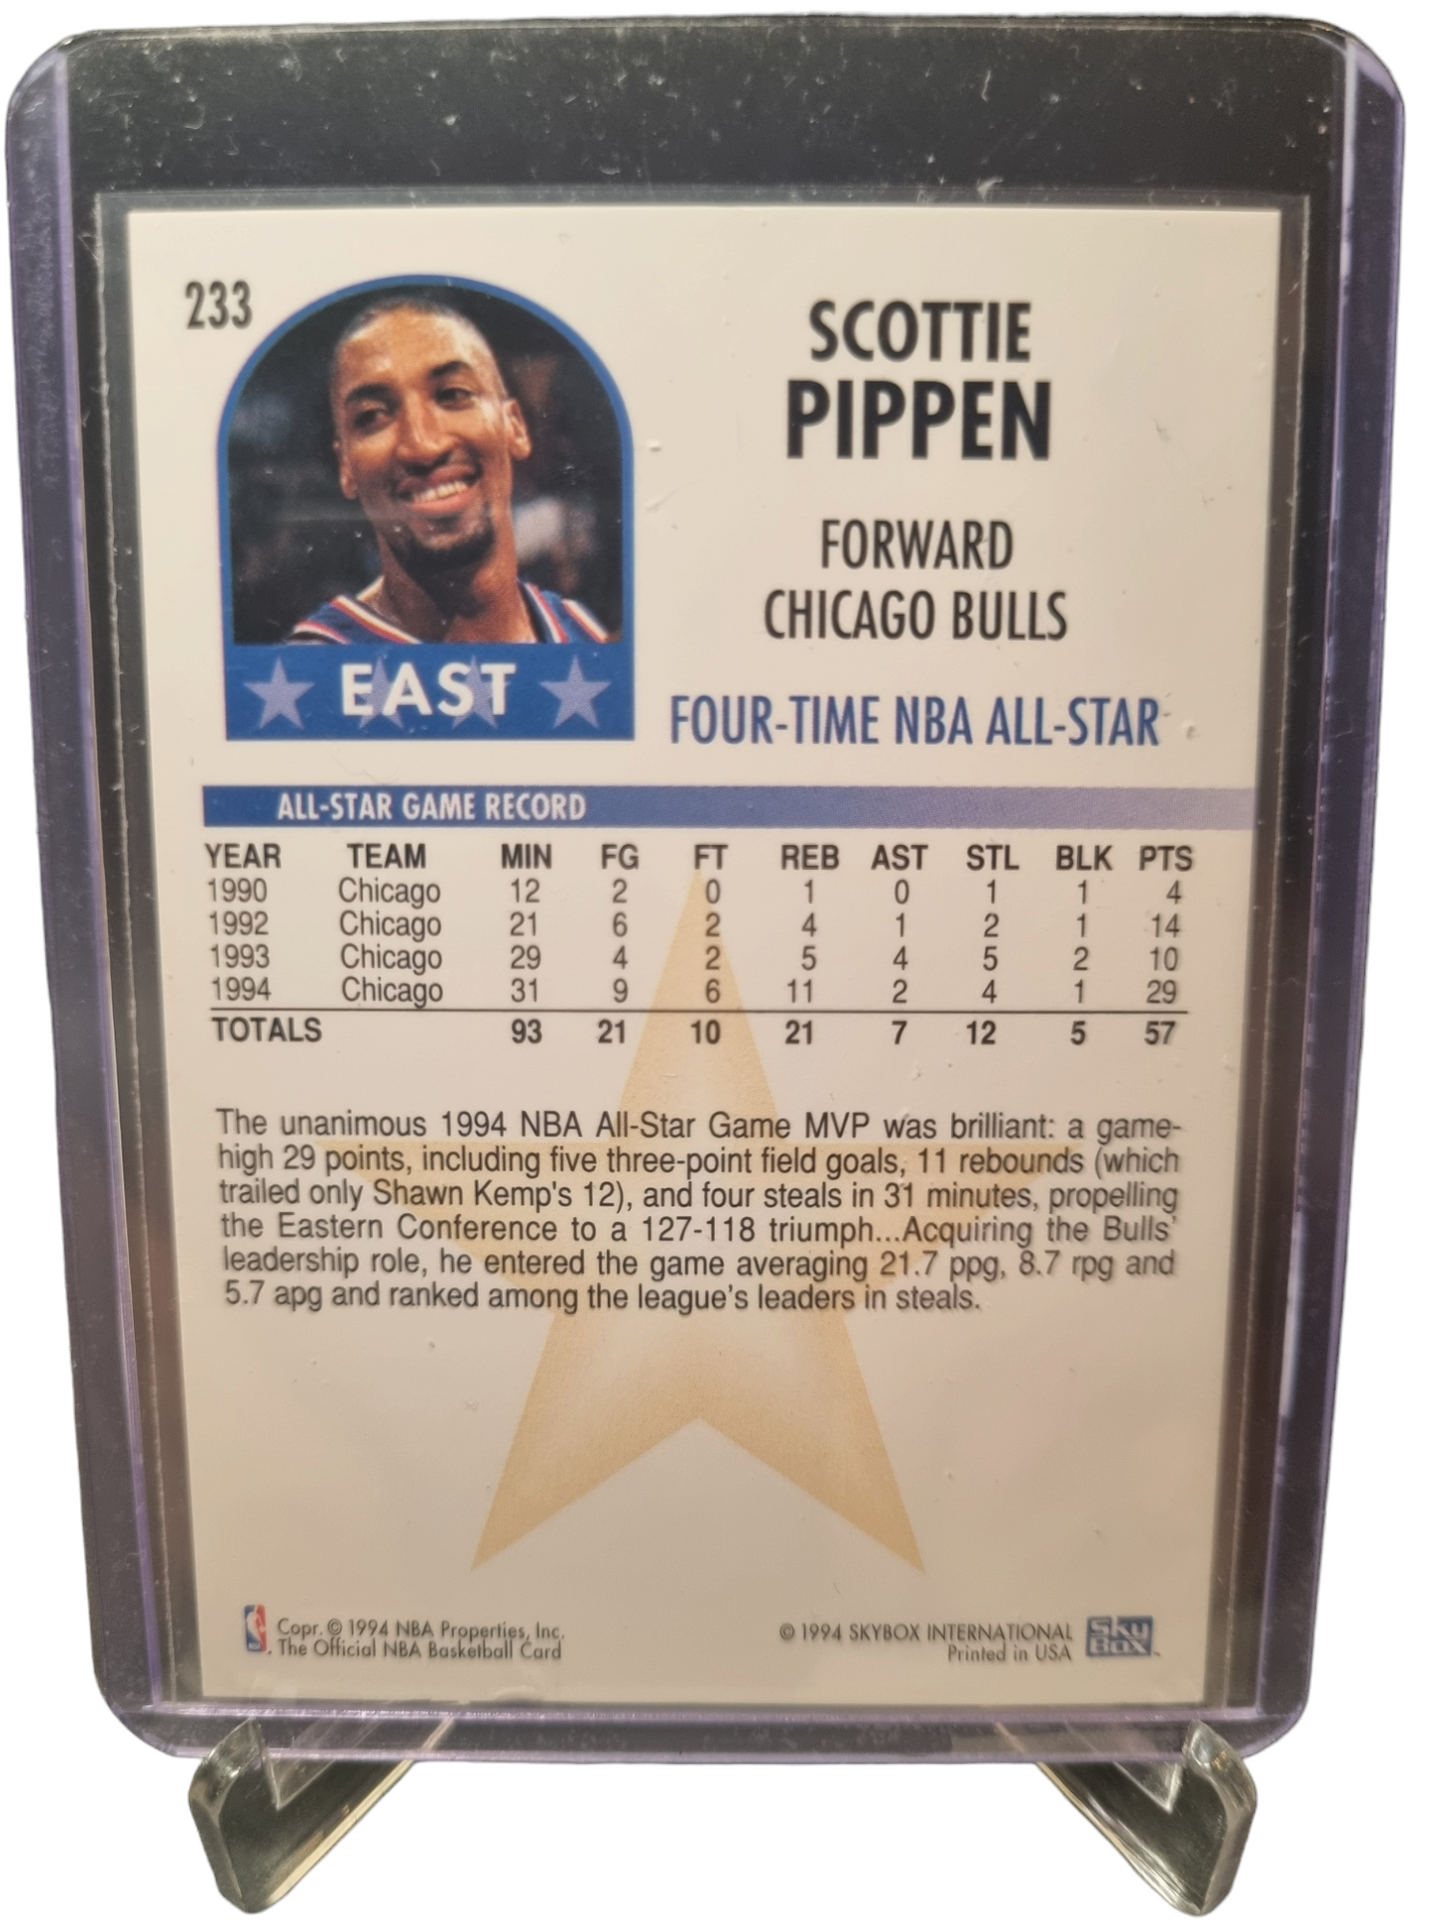 233
SCOTTIE
PIPPEN
FORWARD
CHICAGO BULLS
EAST
FOUR-TIME NBA ALL-STAR
ALL-STAR GAME RECORD
YEAR TEAM MIN FG FT REB AST STL BLK PTS
1990 Chicago 12 2 0 1 0 1 1 4
1992 Chicago 21 6 2 4 1 2 1 14
1993 Chicago 29 4 2 5 4 5 2 10
1994 Chicago 31 9 6 11 2 4 1 29
TOTALS 93 21 10 21 7 12 5 57
The unanimous 1994 NBA All-Star Game MVP was brilliant: a game-
high 29 points, including five three-point field goals, 11 rebounds (which
trailed only Shawn Kemp's 12), and four steals in 31 minutes, propelling
the Eastern Conference to a 127-118 triumph...Acquiring the Bulls'
leadership role, he entered the game averaging 21.7 ppg, 8.7 rpg and
5.7 apg and ranked among the league's leaders in steals.
Copr. © 1994 NBA Properties, Inc.
The Official NBA Basketball Card
© 1994 SKYBOX INTERNATIONAL
Printed in USA
SkyBox